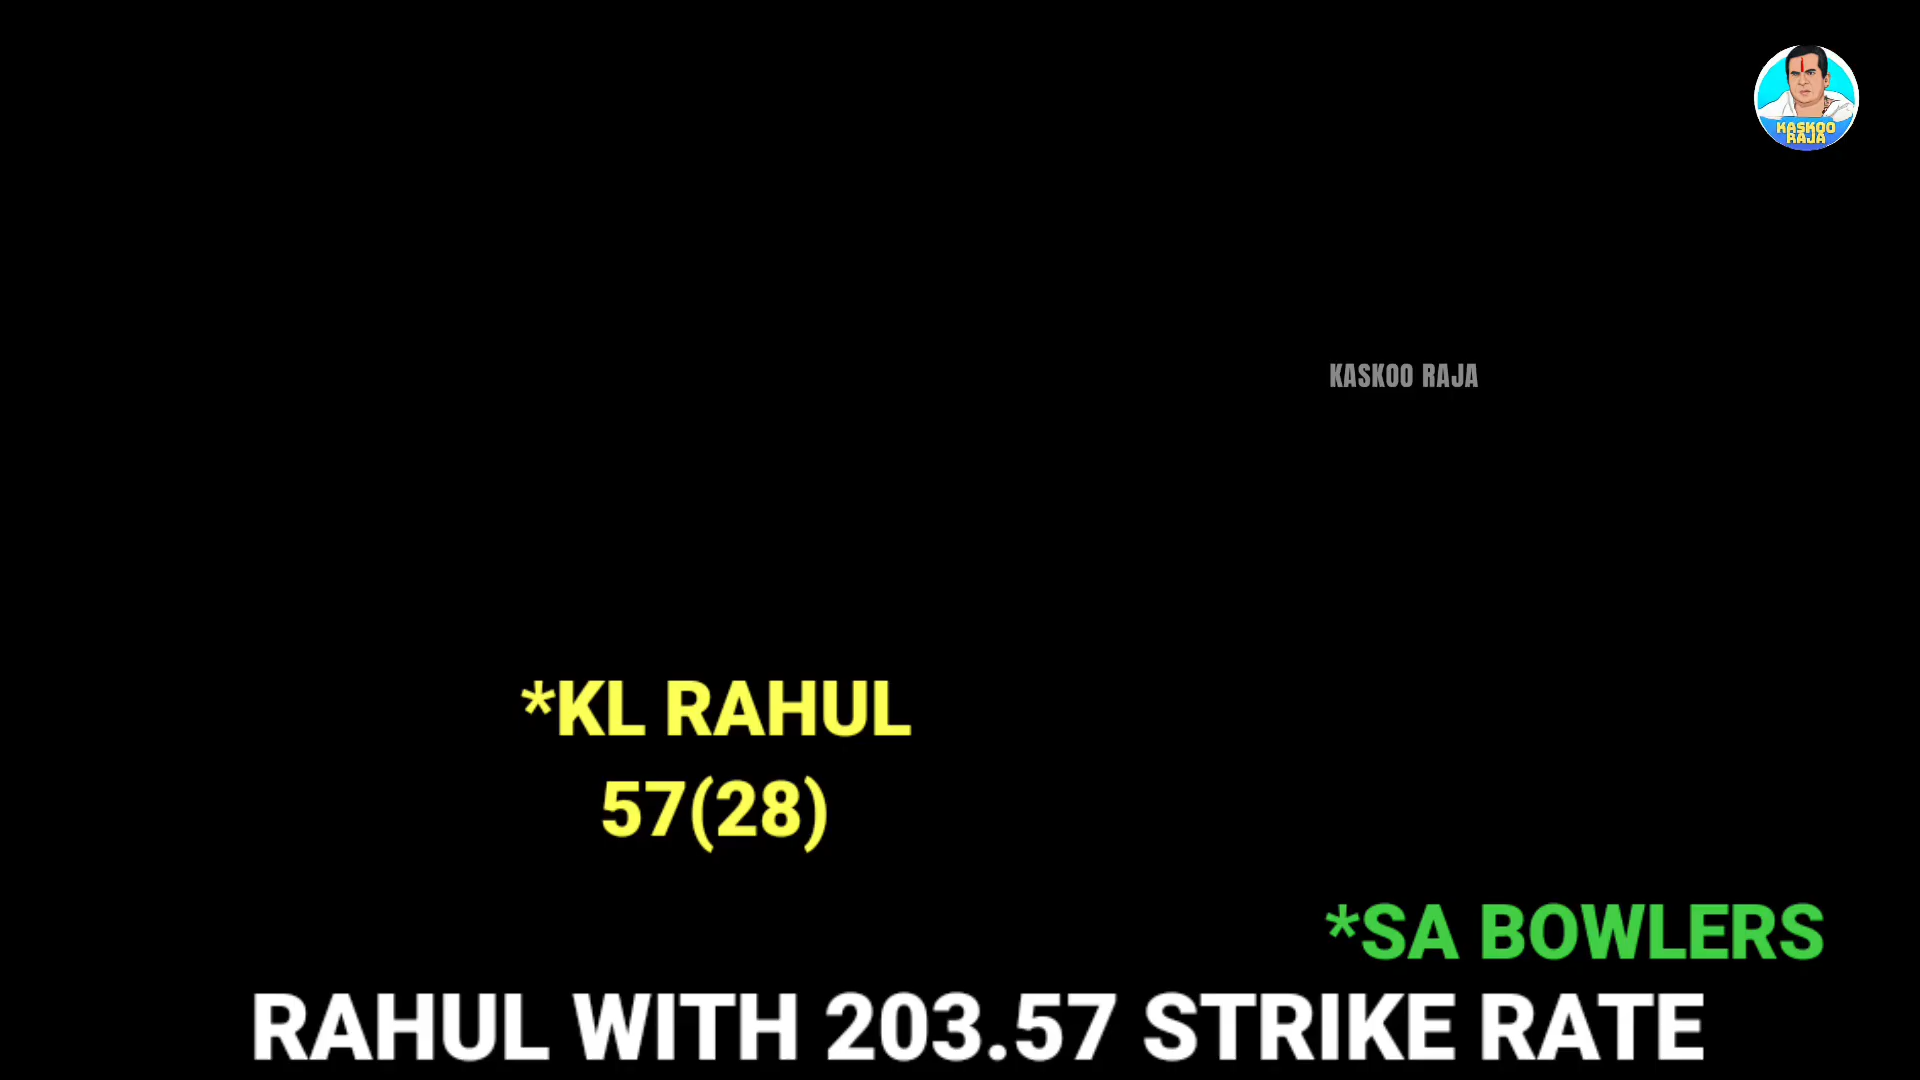 KASKOO
RAJA
KASKOO RAJA
*KL RAHUL
57(28)
*SA BOWLERS
RAHUL WITH 203.57 STRIKE RATE